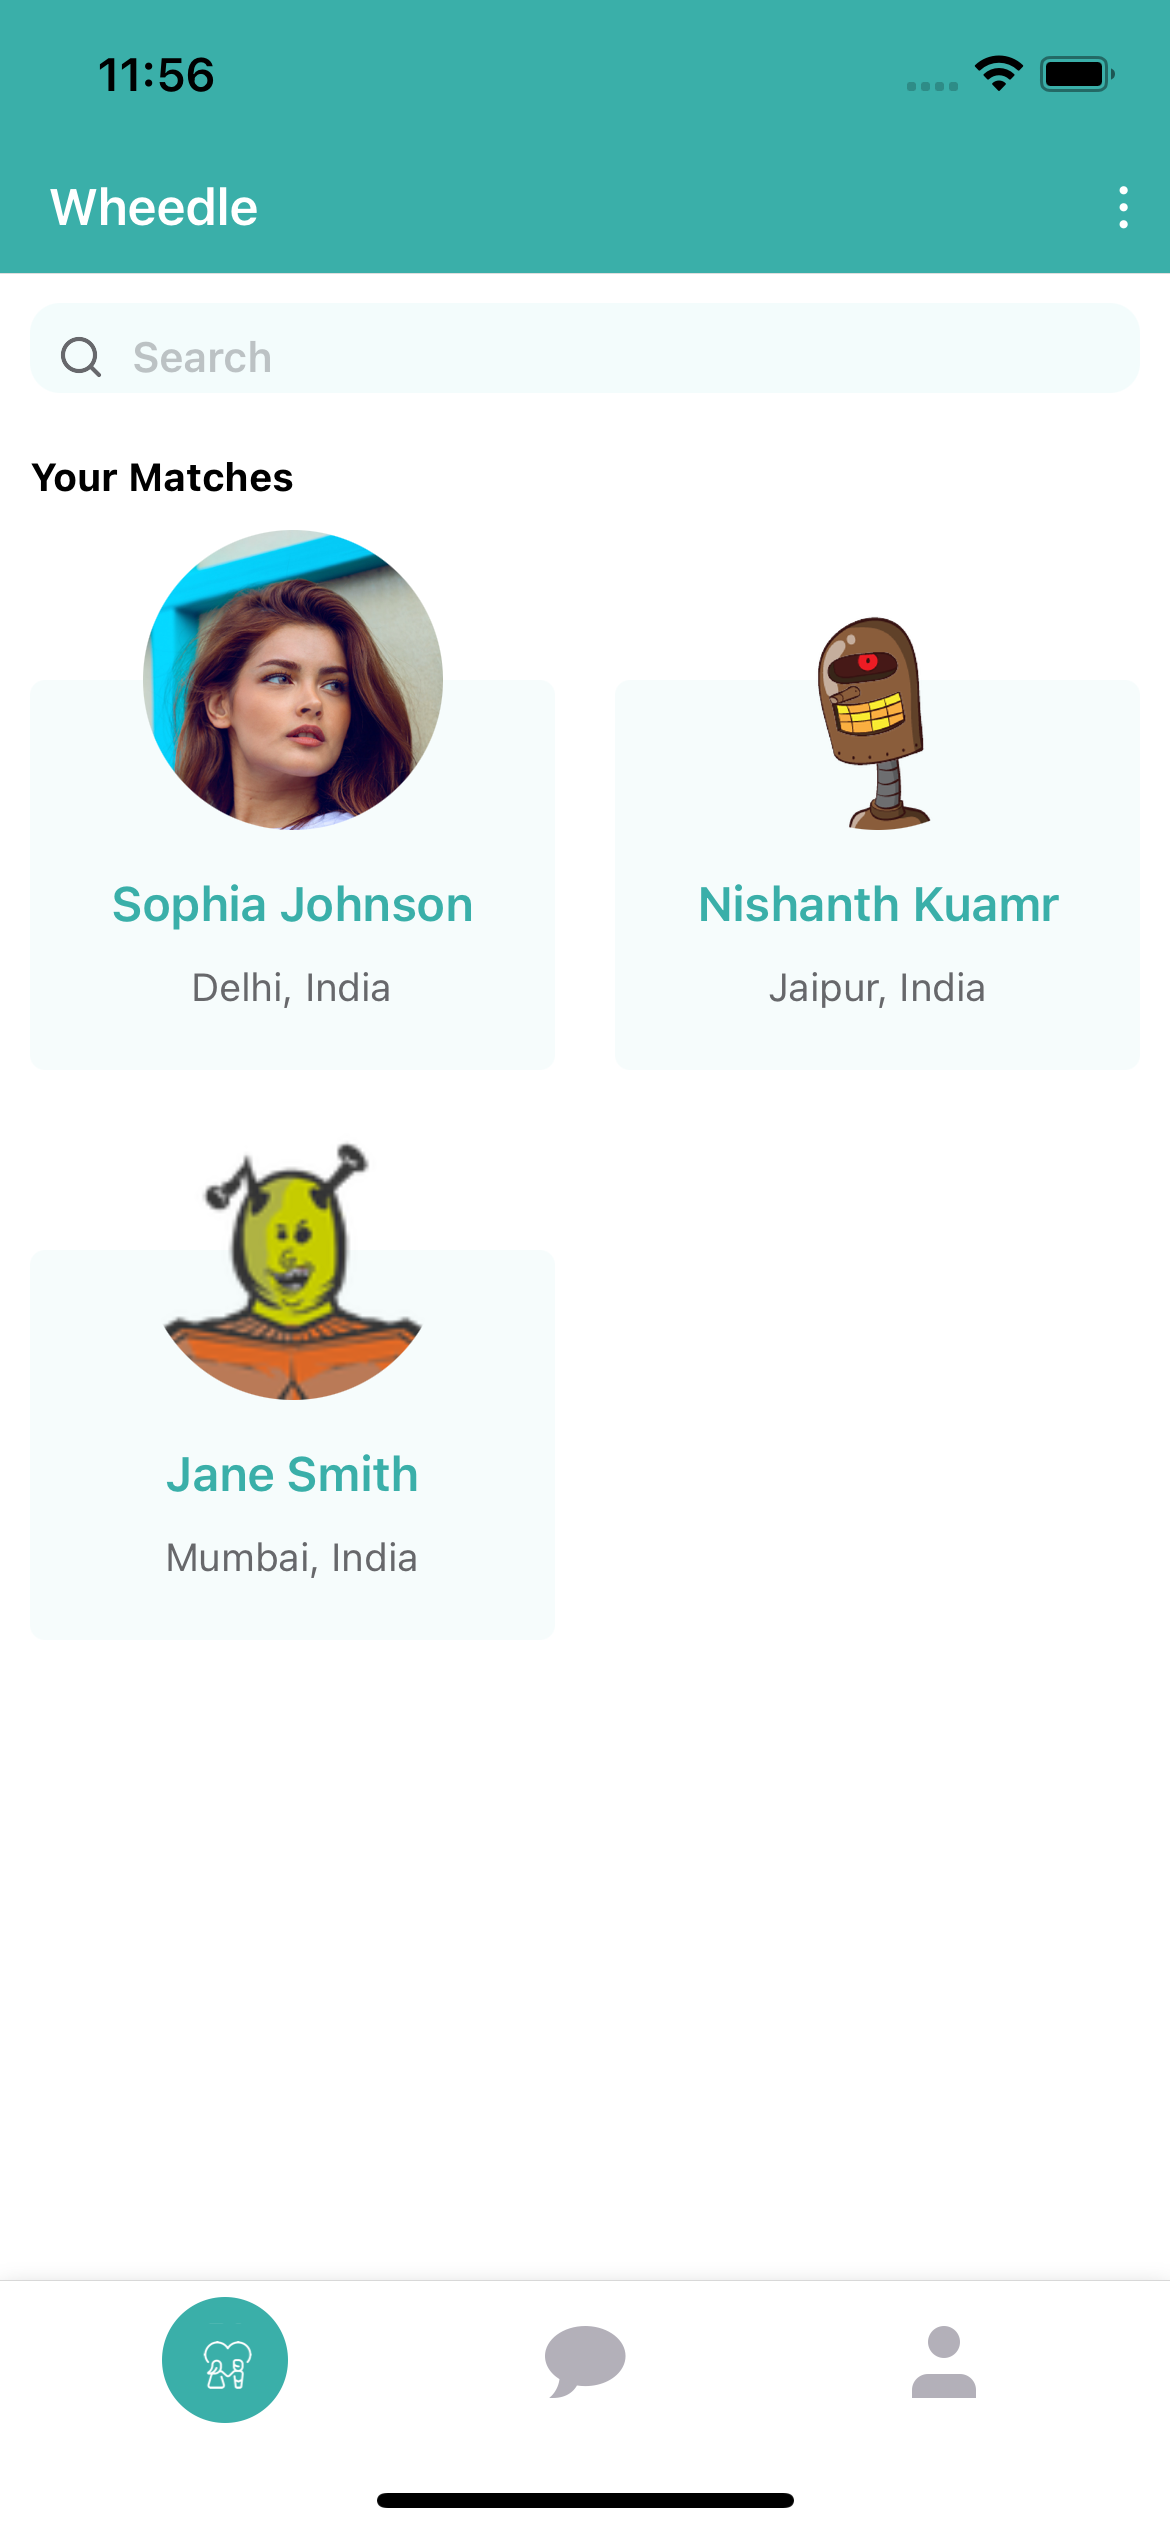 11:56
Wheedle
Search
Your Matches
Sophia Johnson
Delhi, India
Nishanth Kuamr
Jaipur, India
Jane Smith
Mumbai, India